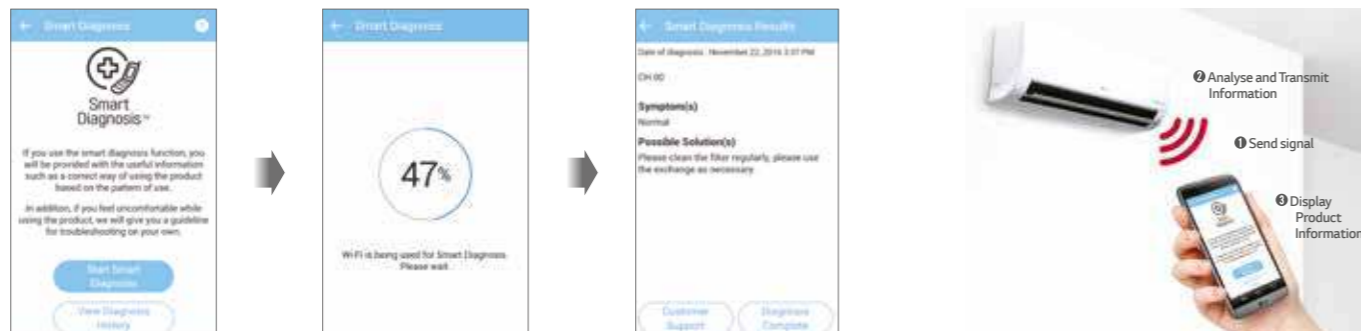 Smart Diagnosis
Smart
Diagnosis™
If you use the smart diagnosis function, you
will be provided with the useful information
such as a correct way of using the product
based on the pattern of use.
In addition, if you feel uncomfortable while
using the product, we will give you a guideline
for troubleshooting on your own.
Start Smart
Diagnosis
View Diagnosis
History
Smart Diagnosis
47%
Wi-Fi is being used for Smart Diagnosis.
Please wait.
Smart Diagnosis Results
Date of diagnosis: November 22, 2016 3:01 PM
CH 00
Symptom(s)
Normal
Possible Solution(s)
Please clean the filter regularly, please use
the exchange as necessary
Customer
Support
Diagnosis
Complete
❷ Analyse and Transmit
Information
❶ Send signal
❸ Display
Product
Information